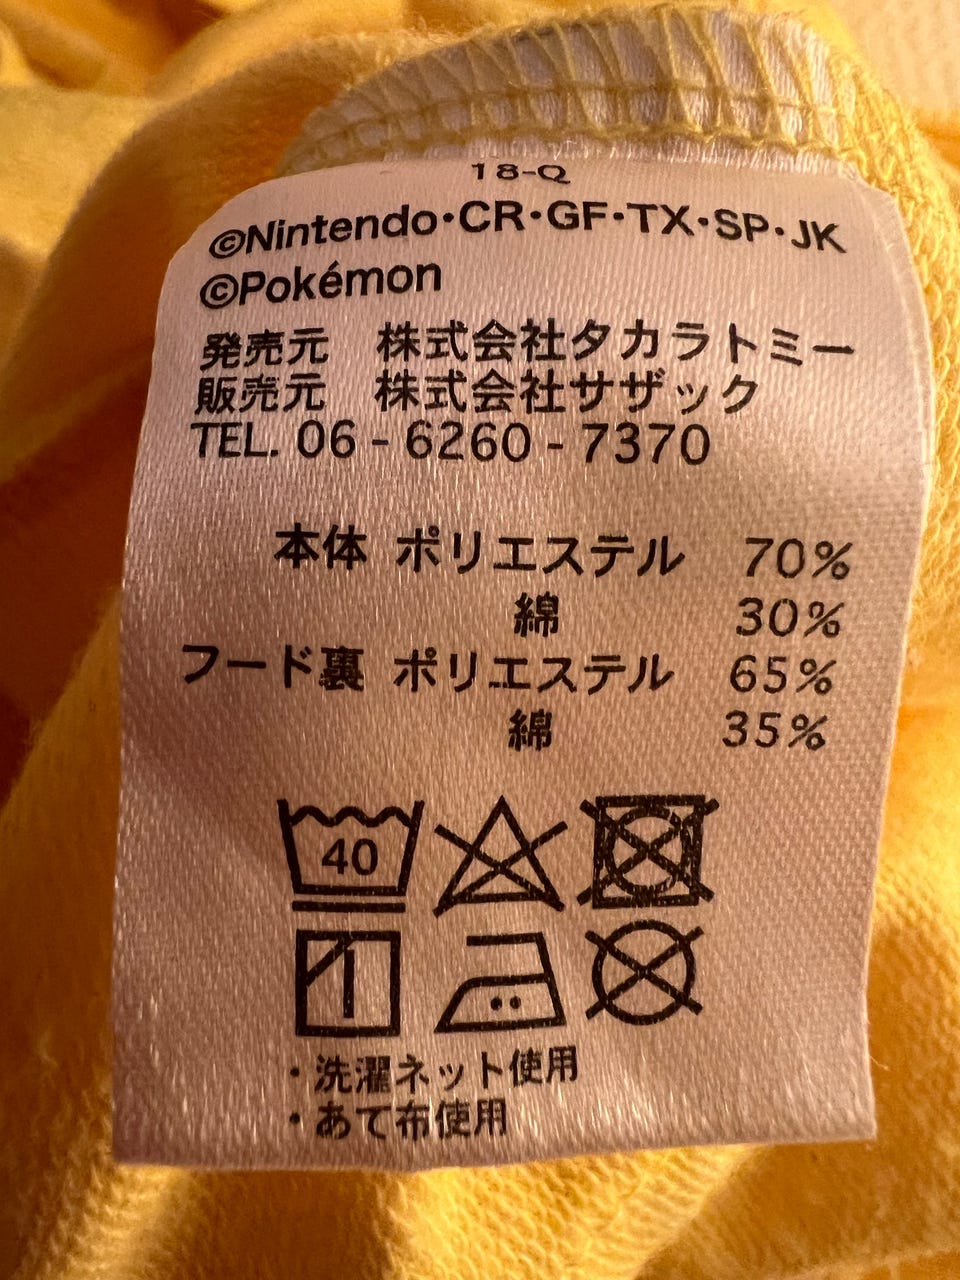 18-Q
©Nintendo・CR・GF・TX・SP・JK
©Pokémon
発売元　株式会社タカラトミー
販売元　株式会社サザック
TEL. 06 - 6260 - 7370
本体 ポリエステル 70%
綿 30%
フード裏 ポリエステル 65%
綿 35%
40
・洗濯ネット使用
・あて布使用